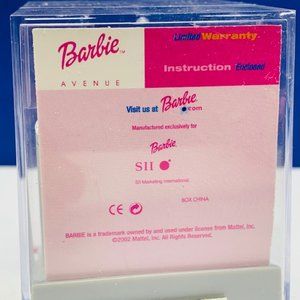 Barbie™
AVENUE
Limited Warranty
Instruction Enclosed
Visit us at Barbie.com
Manufactured exclusively for
Barbie
SII
SII Marketing International
CE
BOX CHINA
BARBIE is a trademark owned by and used under license from Mattel, Inc.
©2002 Mattel, Inc. All Rights Reserved.